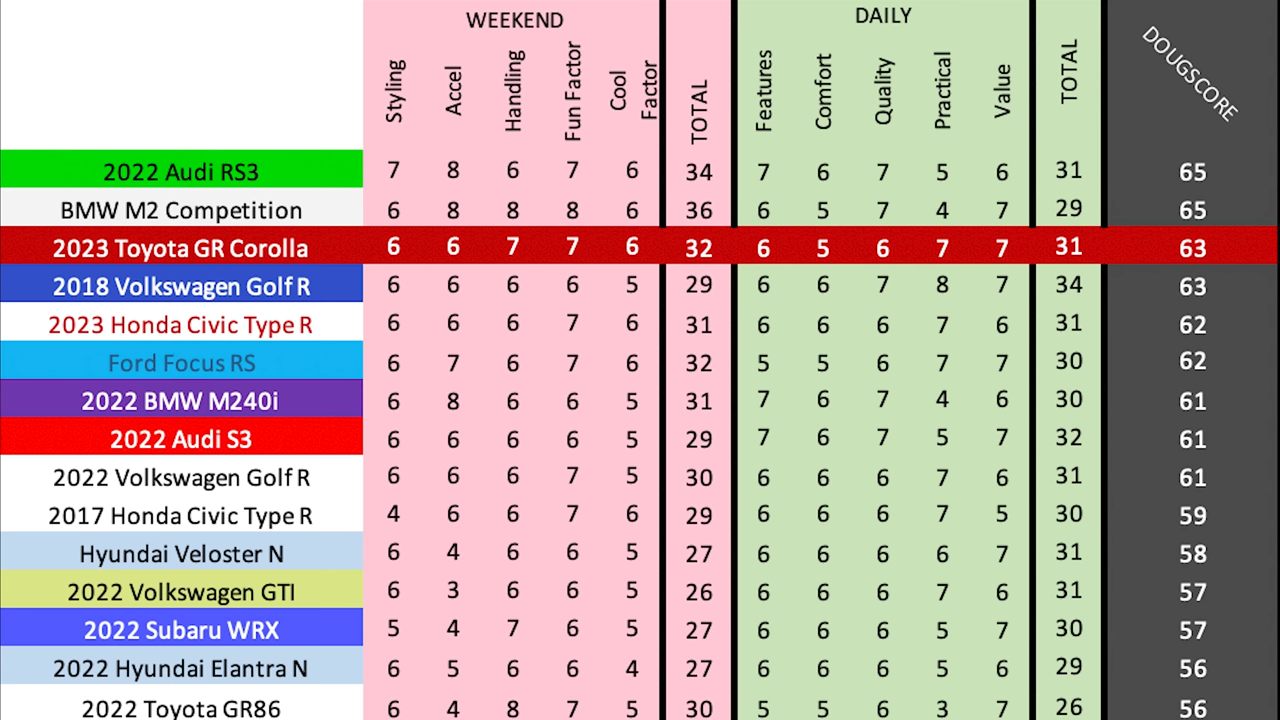 WEEKEND DAILY
Styling Accel Handling Fun Factor Cool Factor TOTAL Features Comfort Quality Practical Value TOTAL DOUGSCORE
2022 Audi RS3 7 8 6 7 6 34 7 6 7 5 6 31 65
BMW M2 Competition 6 8 8 8 6 36 6 5 7 4 7 29 65
2023 Toyota GR Corolla 6 6 7 7 6 32 6 5 6 7 7 31 63
2018 Volkswagen Golf R 6 6 6 6 5 29 6 6 7 8 7 34 63
2023 Honda Civic Type R 6 6 6 7 6 31 6 6 6 7 6 31 62
Ford Focus RS 6 7 6 7 6 32 5 5 6 7 7 30 62
2022 BMW M240i 6 8 6 6 5 31 7 6 7 4 6 30 61
2022 Audi S3 6 6 6 6 5 29 7 6 7 5 7 32 61
2022 Volkswagen Golf R 6 6 6 7 5 30 6 6 6 7 6 31 61
2017 Honda Civic Type R 4 6 6 7 6 29 6 6 6 7 5 30 59
Hyundai Veloster N 6 4 6 6 5 27 6 6 6 6 7 31 58
2022 Volkswagen GTI 6 3 6 6 5 26 6 6 6 7 6 31 57
2022 Subaru WRX 5 4 7 6 5 27 6 6 6 5 7 30 57
2022 Hyundai Elantra N 6 5 6 6 4 27 6 6 6 5 6 29 56
2022 Toyota GR86 6 4 8 7 5 30 5 5 6 3 7 26 56